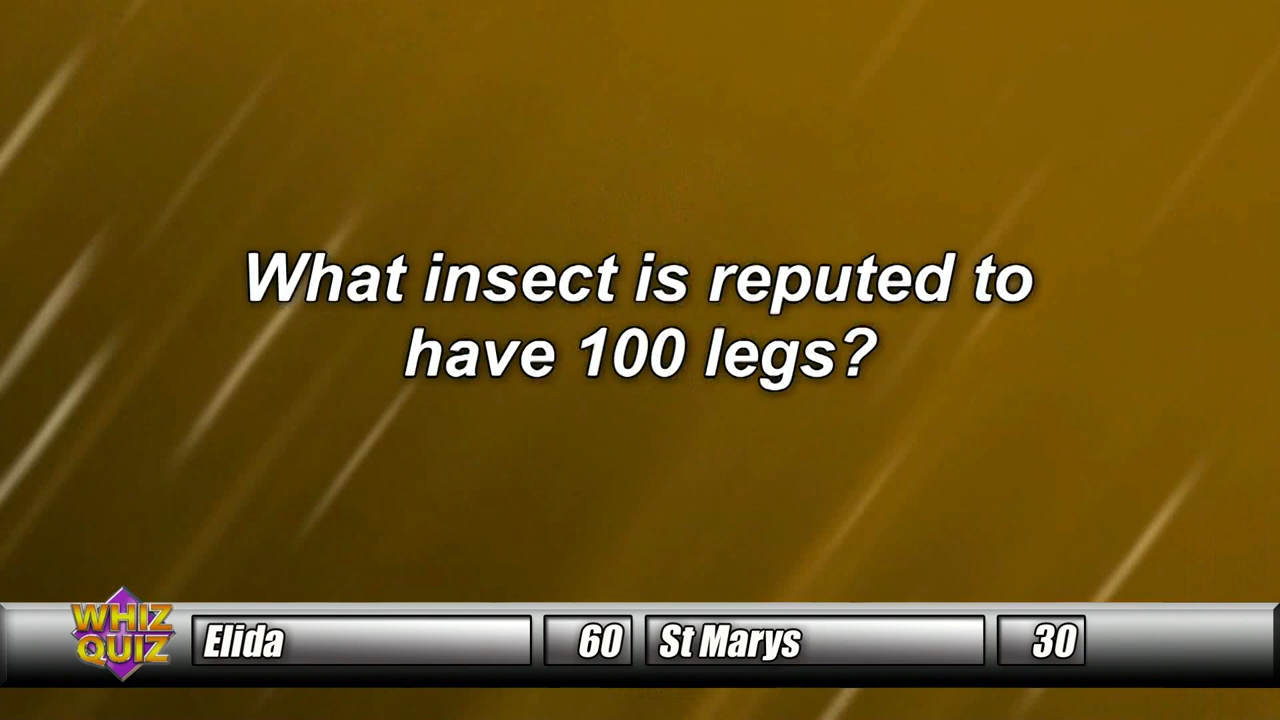 What insect is reputed to
have 100 legs?
WHIZ
QUIZ
Elida 60 St Marys 30